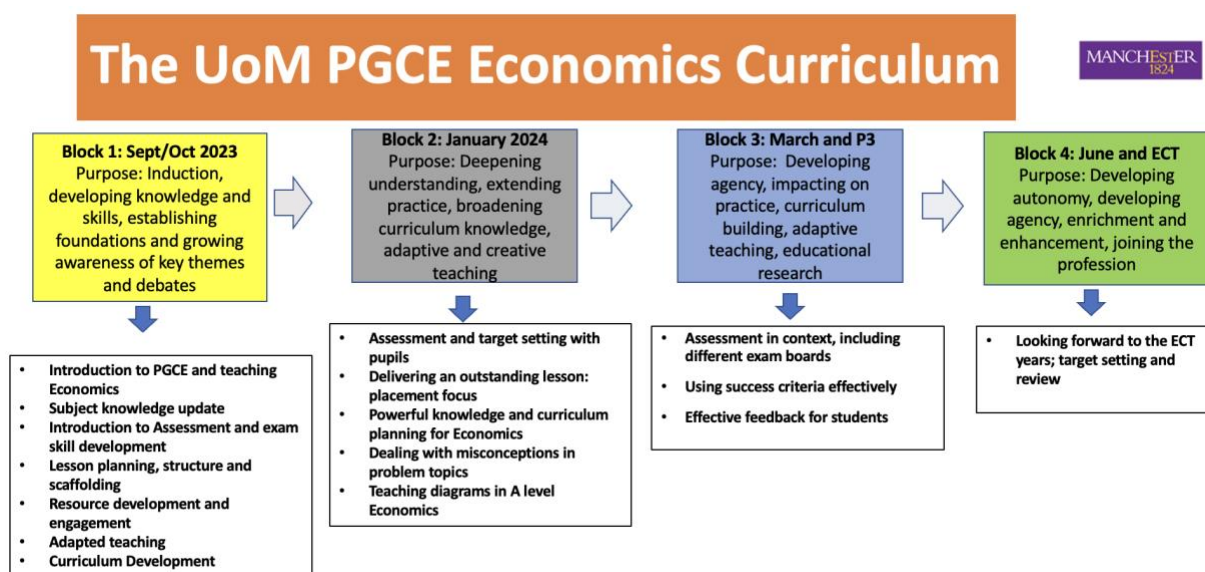 The UoM PGCE Economics Curriculum
MANCHESTER
1824
Block 1: Sept/Oct 2023
Purpose: Induction,
developing knowledge and
skills, establishing
foundations and growing
awareness of key themes
and debates
Block 2: January 2024
Purpose: Deepening
understanding, extending
practice, broadening
curriculum knowledge,
adaptive and creative
teaching
Block 3: March and P3
Purpose: Developing
agency, impacting on
practice, curriculum
building, adaptive
teaching, educational
research
Block 4: June and ECT
Purpose: Developing
autonomy, developing
agency, enrichment and
enhancement, joining the
profession
• Introduction to PGCE and teaching
Economics
• Subject knowledge update
• Introduction to Assessment and exam
skill development
• Lesson planning, structure and
scaffolding
• Resource development and
engagement
• Adapted teaching
• Curriculum Development
• Assessment and target setting with
pupils
• Delivering an outstanding lesson:
placement focus
• Powerful knowledge and curriculum
planning for Economics
• Dealing with misconceptions in
problem topics
• Teaching diagrams in A level
Economics
• Assessment in context, including
different exam boards
• Using success criteria effectively
• Effective feedback for students
• Looking forward to the ECT
years; target setting and
review